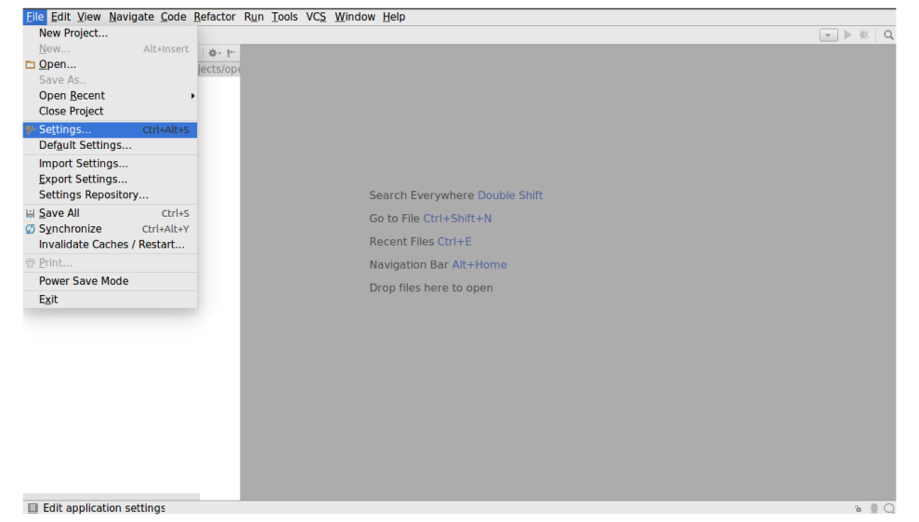 File Edit View Navigate Code Refactor Run Tools VCS Window Help
New Project...
New... Alt+Insert
jects/ope
Open...
Save As..
Open Recent
Close Project
Settings... Ctrl+Alt+S
Default Settings...
Import Settings...
Export Settings...
Settings Repository...
Save All Ctrl+S
Synchronize Ctrl+Alt+Y
Invalidate Caches / Restart...
Print...
Power Save Mode
Exit
Search Everywhere Double Shift
Go to File Ctrl+Shift+N
Recent Files Ctrl+E
Navigation Bar Alt+Home
Drop files here to open
Edit application settings